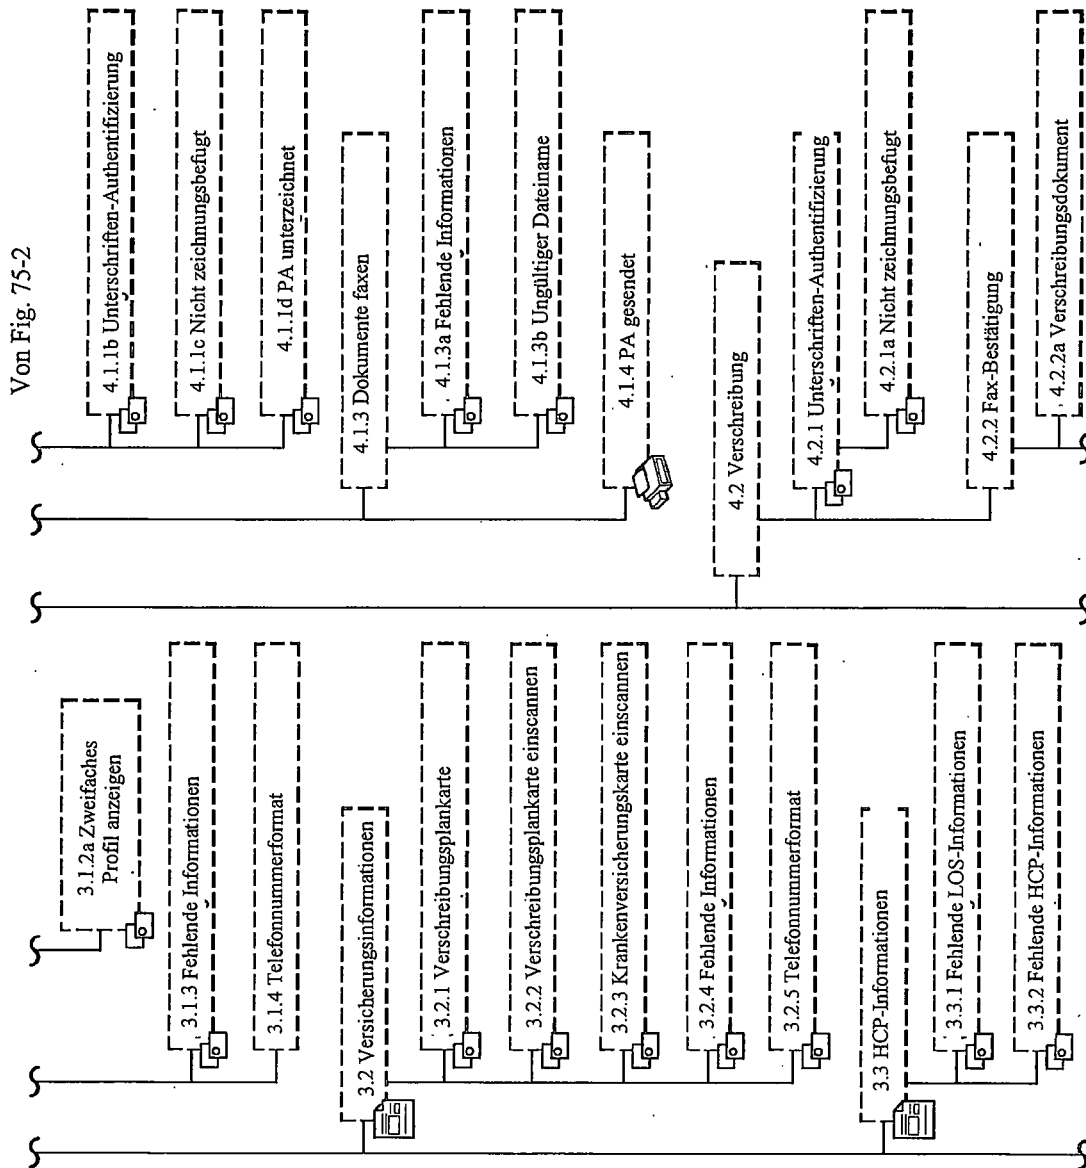 Von Fig. 75-2
3.1.2a Zweifaches
Profil anzeigen
3.1.3 Fehlende Informationen
3.1.4 Telefonnummerformat
3.2 Versicherungsinformationen
3.2.1 Verschreibungsplankarte
3.2.2 Verschreibungsplankarte einscannen
3.2.3 Krankenversicherungskarte einscannen
3.2.4 Fehlende Informationen
3.2.5 Telefonnummerformat
3.3 HCP-Informationen
3.3.1 Fehlende LOS-Informationen
3.3.2 Fehlende HCP-Informationen
4.1.1b Unterschriften-Authentifizierung
4.1.1c Nicht zeichnungsbefugt
4.1.1d PA unterzeichnet
4.1.3 Dokumente faxen
4.1.3a Fehlende Informationen
4.1.3b Ungültiger Dateiname
4.1.4 PA gesendet
4.2 Verschreibung
4.2.1 Unterschriften-Authentifizierung
4.2.1a Nicht zeichnungsbefugt
4.2.2 Fax-Bestätigung
4.2.2a Verschreibungsdokument